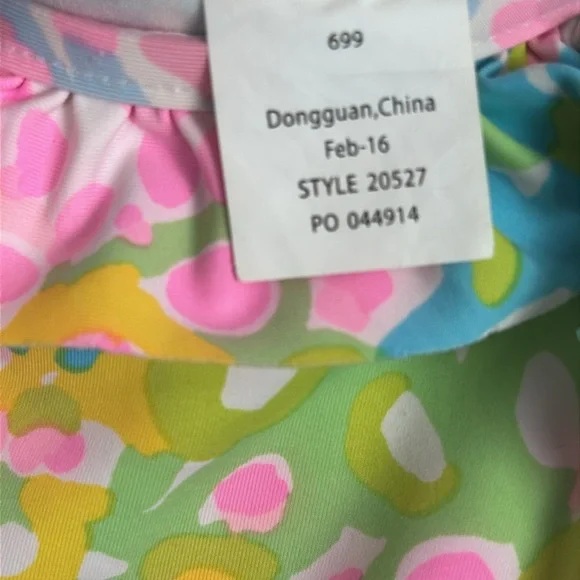 699
Dongguan,China
Feb-16
STYLE 20527
PO 044914